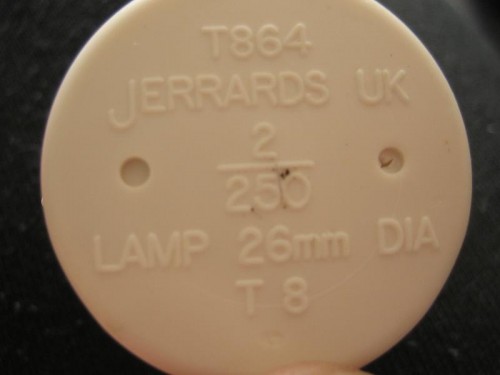 T864
JERRARDS UK
2
250
LAMP 26mm DIA
T 8